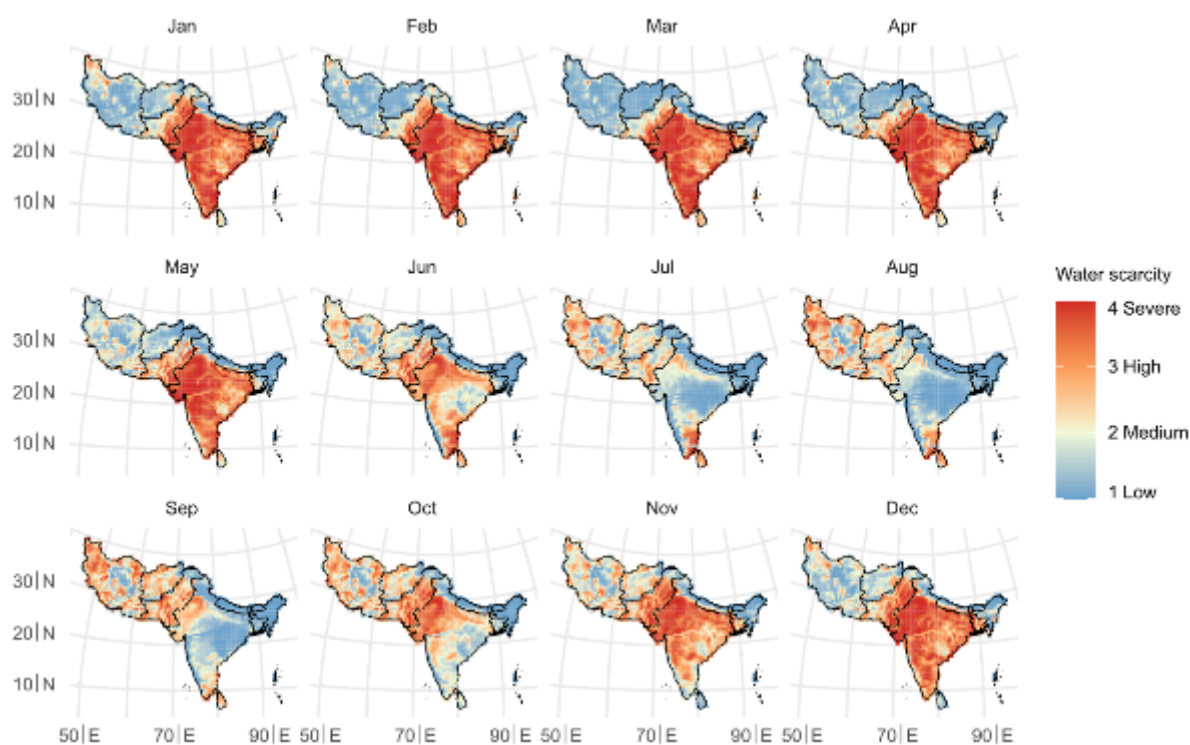 Jan Feb Mar Apr
30|N
20|N
10|N
May Jun Jul Aug
30|N
20|N
10|N
Water scarcity
4 Severe
3 High
2 Medium
1 Low
Sep Oct Nov Dec
30|N
20|N
10|N
50|E 70|E 90|E 50|E 70|E 90|E 50|E 70|E 90|E 50|E 70|E 90|E